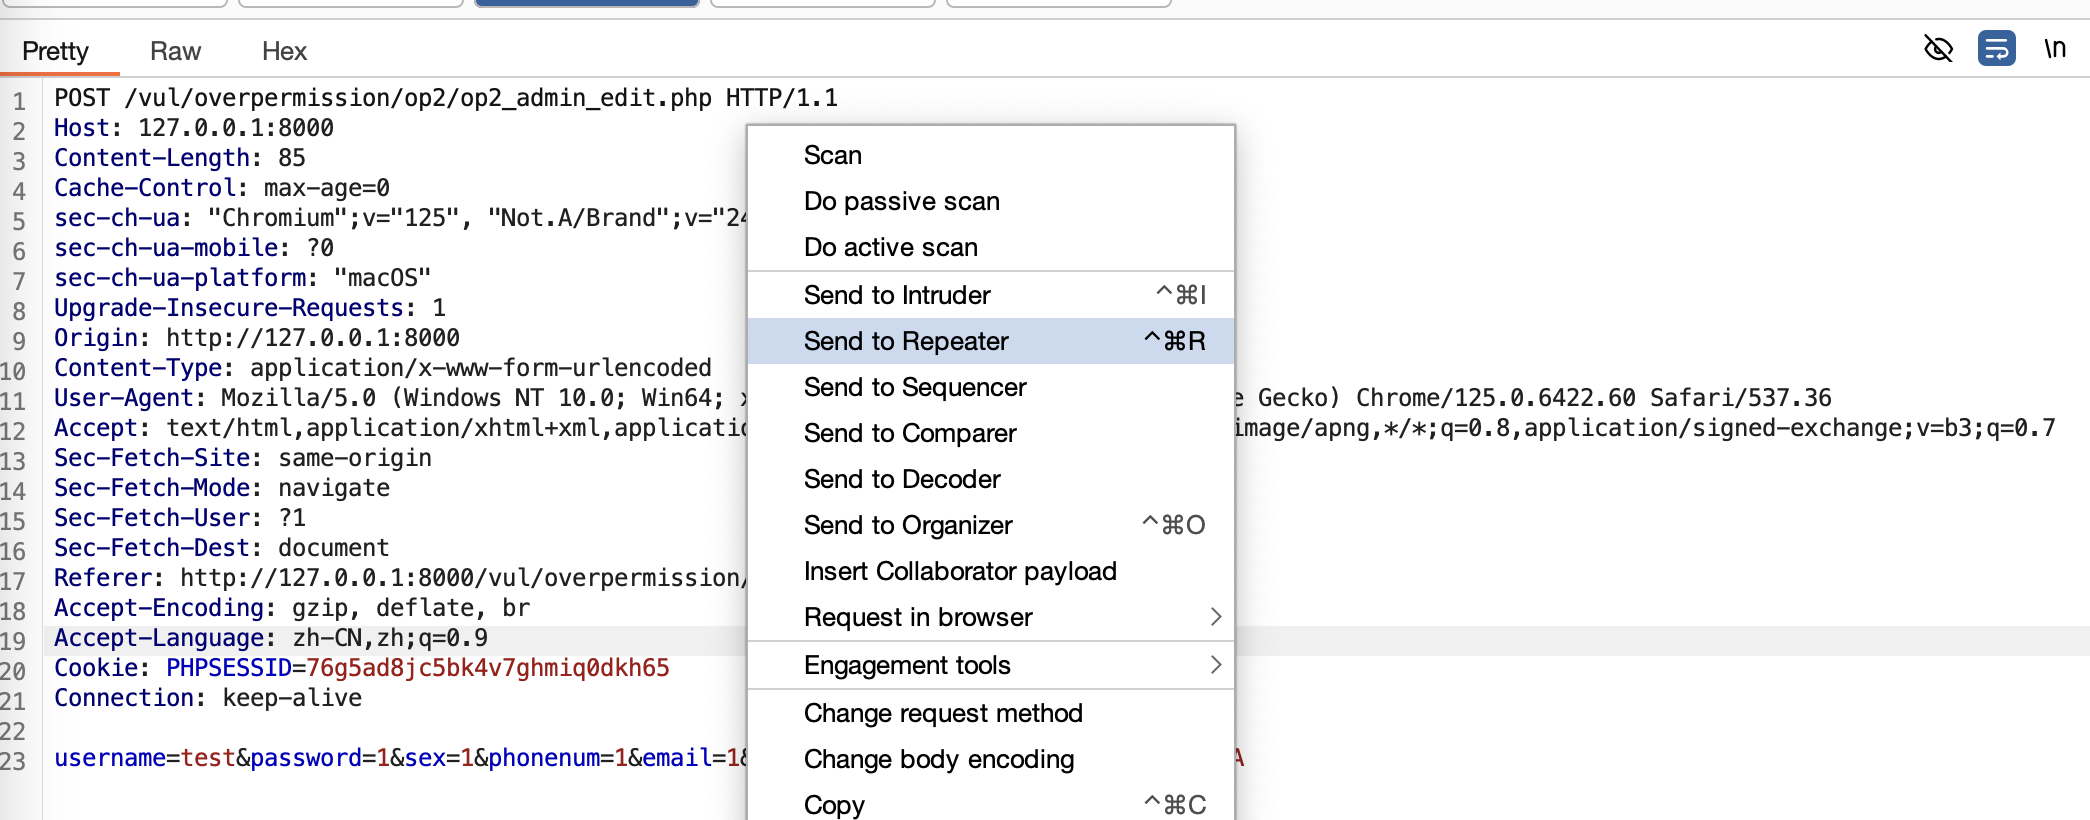 Pretty Raw Hex \n
1 POST /vul/overpermission/op2/op2_admin_edit.php HTTP/1.1
2 Host: 127.0.0.1:8000
3 Content-Length: 85
4 Cache-Control: max-age=0
5 sec-ch-ua: "Chromium";v="125", "Not.A/Brand";v="24
6 sec-ch-ua-mobile: ?0
7 sec-ch-ua-platform: "macOS"
8 Upgrade-Insecure-Requests: 1
9 Origin: http://127.0.0.1:8000
10 Content-Type: application/x-www-form-urlencoded
11 User-Agent: Mozilla/5.0 (Windows NT 10.0; Win64; Gecko) Chrome/125.0.6422.60 Safari/537.36
12 Accept: text/html,application/xhtml+xml,applicatio image/apng,*/*;q=0.8,application/signed-exchange;v=b3;q=0.7
13 Sec-Fetch-Site: same-origin
14 Sec-Fetch-Mode: navigate
15 Sec-Fetch-User: ?1
16 Sec-Fetch-Dest: document
17 Referer: http://127.0.0.1:8000/vul/overpermission/
18 Accept-Encoding: gzip, deflate, br
19 Accept-Language: zh-CN,zh;q=0.9
20 Cookie: PHPSESSID=76g5ad8jc5bk4v7ghmiq0dkh65
21 Connection: keep-alive
22
23 username=test&password=1&sex=1&phonenum=1&email=1& A
Scan
Do passive scan
Do active scan
Send to Intruder ^⌘I
Send to Repeater ^⌘R
Send to Sequencer
Send to Comparer
Send to Decoder
Send to Organizer ^⌘O
Insert Collaborator payload
Request in browser >
Engagement tools >
Change request method
Change body encoding
Copy ^⌘C